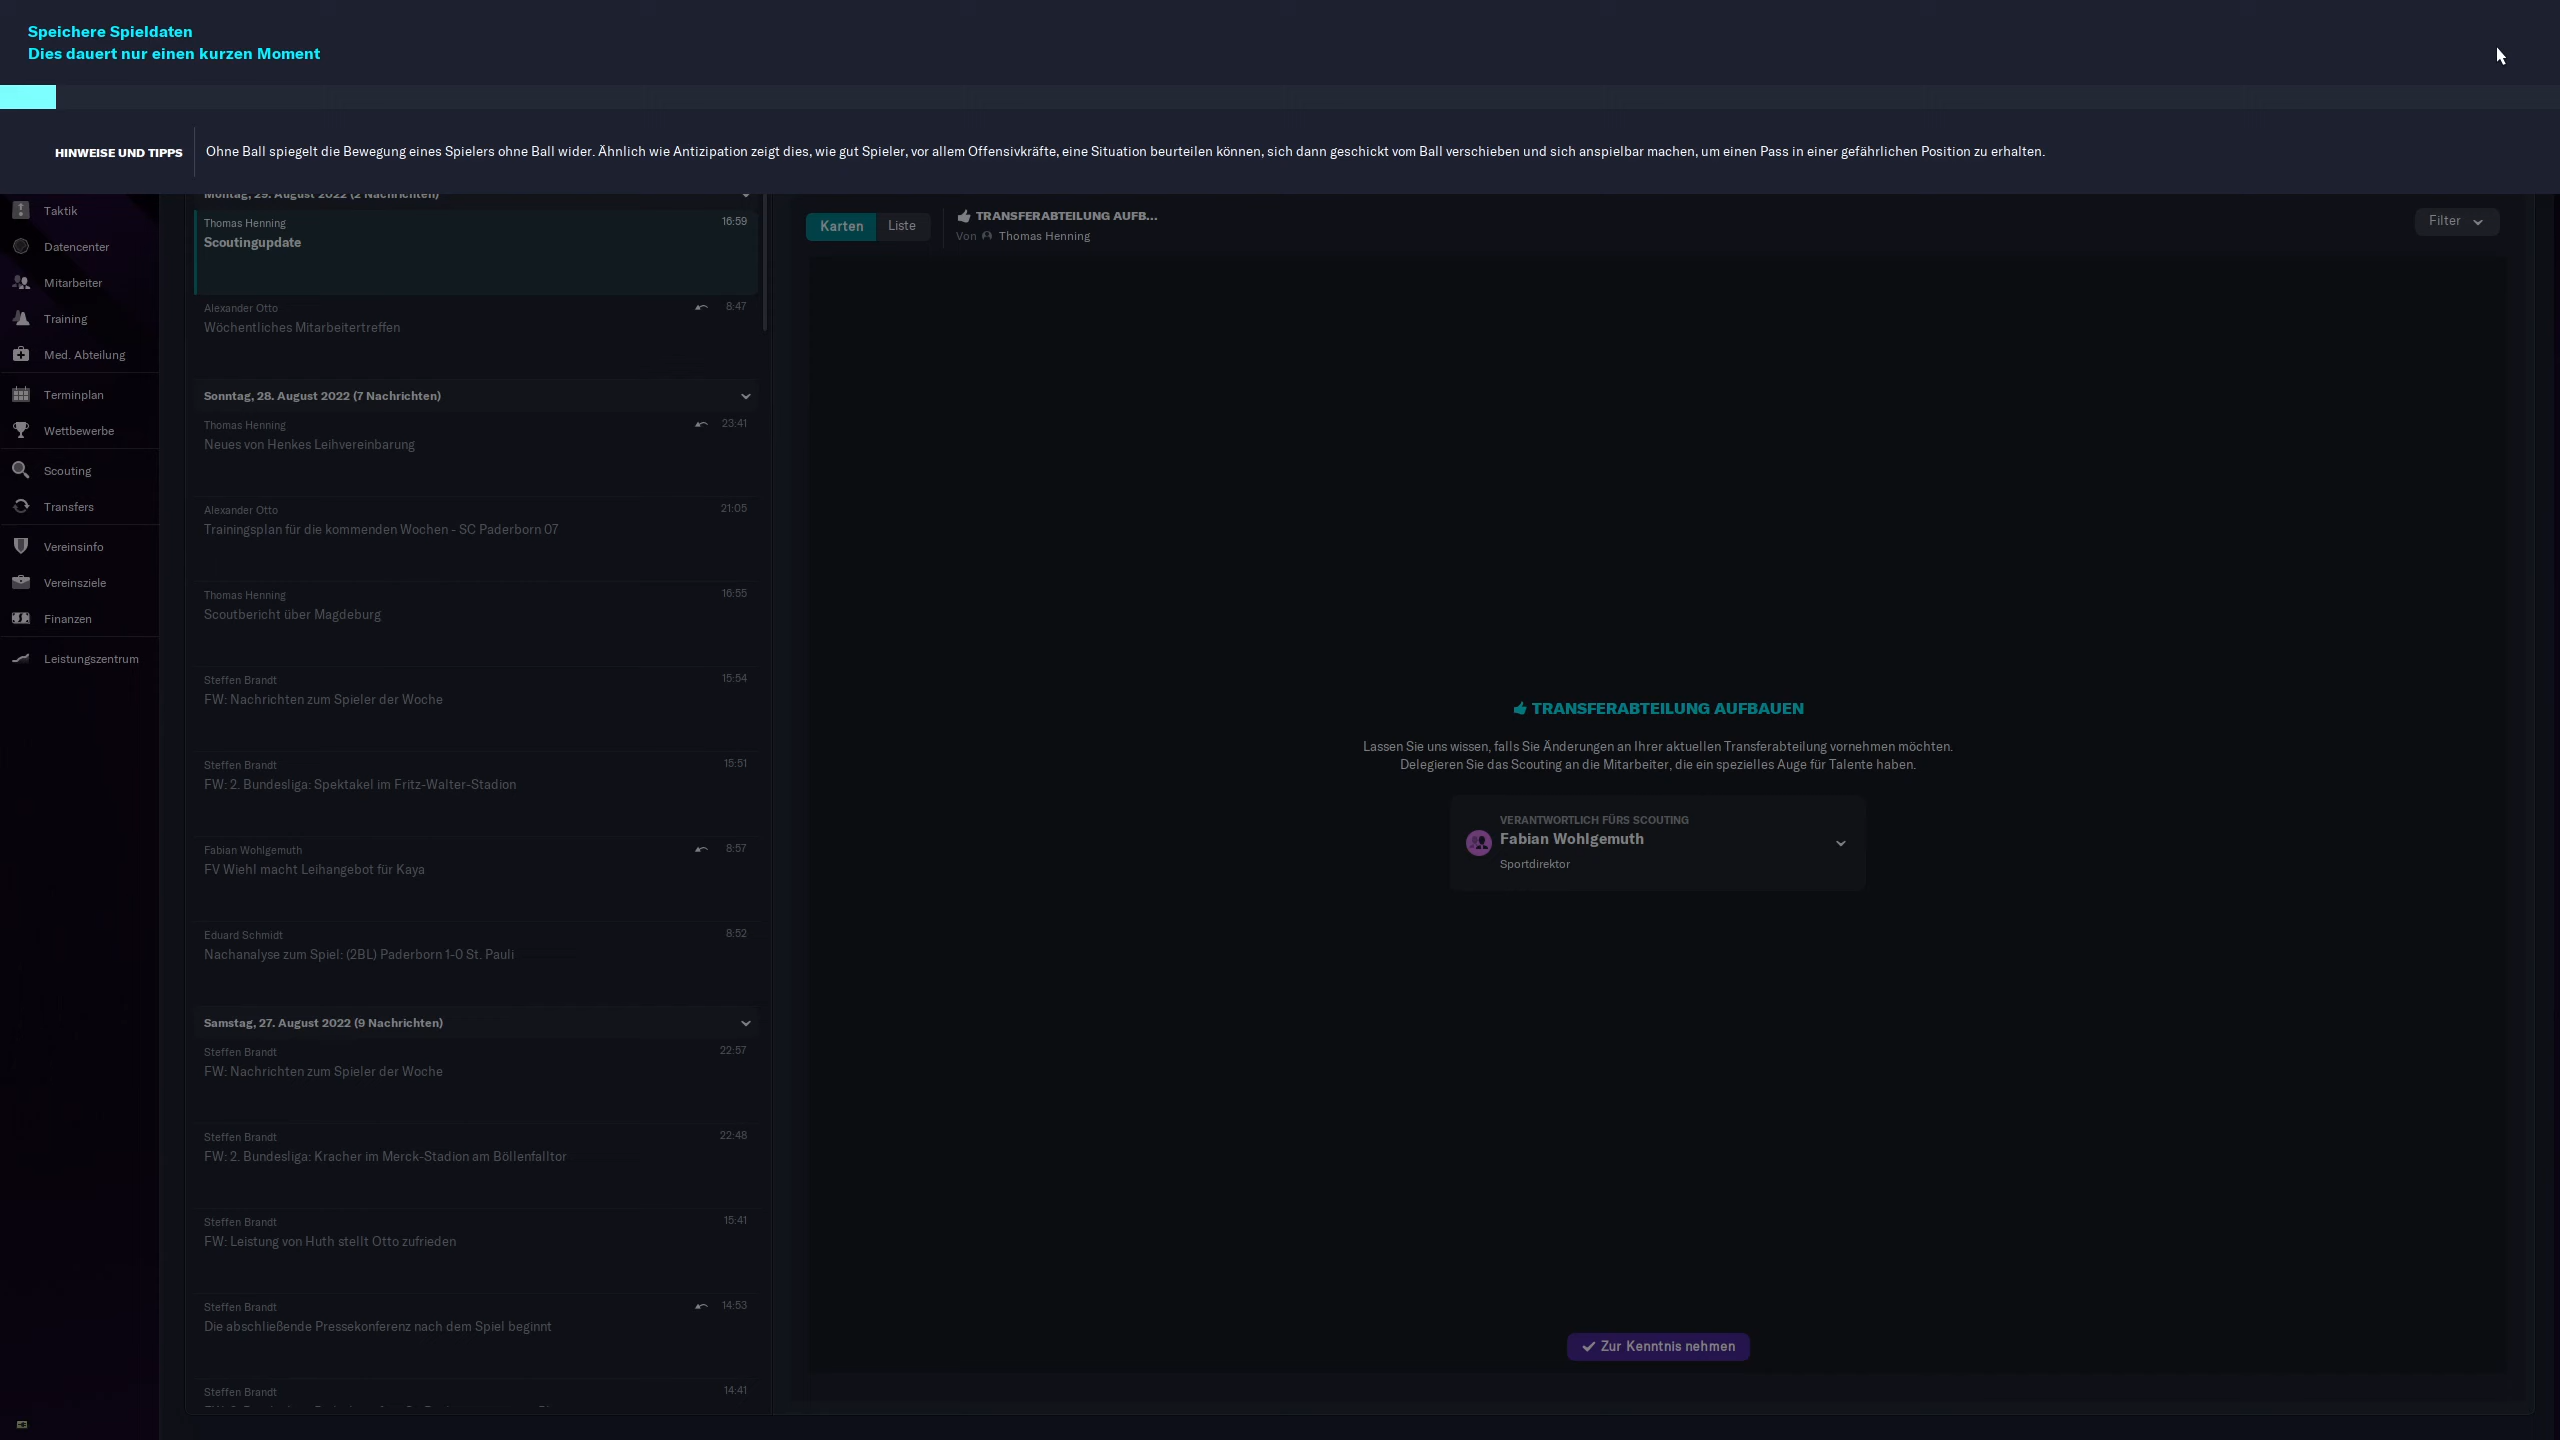 Speichere Spieldaten
Dies dauert nur einen kurzen Moment
HINWEISE UND TIPPS
Ohne Ball spiegelt die Bewegung eines Spielers ohne Ball wider. Ähnlich wie Antizipation zeigt dies, wie gut Spieler, vor allem Offensivkräfte, eine Situation beurteilen können, sich dann geschickt vom Ball verschieben und sich anspielbar machen, um einen Pass in einer gefährlichen Position zu erhalten.
Taktik
Datencenter
Mitarbeiter
Training
Med. Abteilung
Terminplan
Wettbewerbe
Scouting
Transfers
Vereinsinfo
Vereinsziele
Finanzen
Leistungszentrum
Montag, 29. August 2022 (2 Nachrichten)
Thomas Henning 16:59
Scoutingupdate
Alexander Otto 8:47
Wöchentliches Mitarbeitertreffen
Sonntag, 28. August 2022 (7 Nachrichten)
Thomas Henning 23:41
Neues von Henkes Leihvereinbarung
Alexander Otto 21:05
Trainingsplan für die kommenden Wochen - SC Paderborn 07
Thomas Henning 16:55
Scoutbericht über Magdeburg
Steffen Brandt 15:54
FW: Nachrichten zum Spieler der Woche
Steffen Brandt 15:51
FW: 2. Bundesliga: Spektakel im Fritz-Walter-Stadion
Fabian Wohlgemuth 8:57
FV Wiehl macht Leihangebot für Kaya
Eduard Schmidt 8:52
Nachanalyse zum Spiel: (2BL) Paderborn 1-0 St. Pauli
Samstag, 27. August 2022 (9 Nachrichten)
Steffen Brandt 22:57
FW: Nachrichten zum Spieler der Woche
Steffen Brandt 22:48
FW: 2. Bundesliga: Kracher im Merck-Stadion am Böllenfalltor
Steffen Brandt 15:41
FW: Leistung von Huth stellt Otto zufrieden
Steffen Brandt 14:53
Die abschließende Pressekonferenz nach dem Spiel beginnt
Steffen Brandt 14:41
Karten Liste
TRANSFERABTEILUNG AUFB...
Von Thomas Henning
Filter
TRANSFERABTEILUNG AUFBAUEN
Lassen Sie uns wissen, falls Sie Änderungen an Ihrer aktuellen Transferabteilung vornehmen möchten.
Delegieren Sie das Scouting an die Mitarbeiter, die ein spezielles Auge für Talente haben.
VERANTWORTLICH FÜRS SCOUTING
Fabian Wohlgemuth
Sportdirektor
Zur Kenntnis nehmen